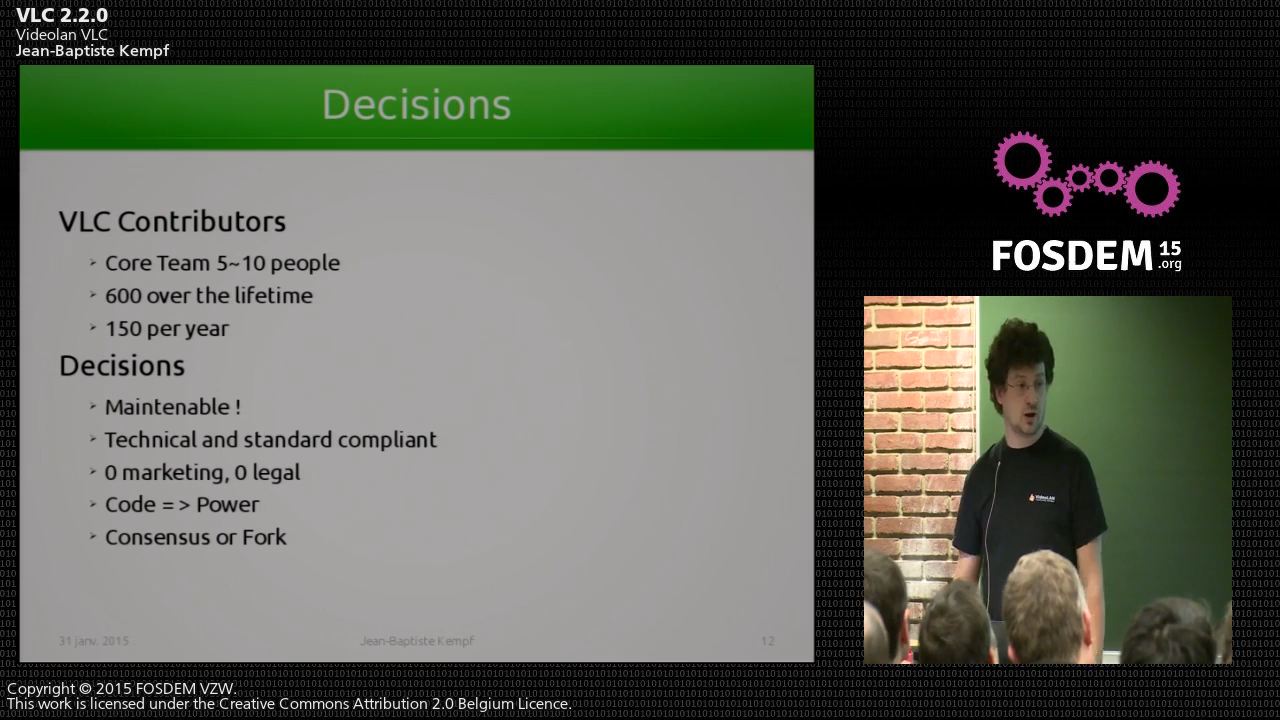 VLC 2.2.0
Videolan VLC
Jean-Baptiste Kempf
Decisions
VLC Contributors
Core Team 5~10 people
600 over the lifetime
150 per year
Decisions
Maintenable !
Technical and standard compliant
0 marketing, 0 legal
Code = > Power
Consensus or Fork
31 janv. 2015
Jean-Baptiste Kempf
12
FOSDEM 15
.org
VideoLAN
Copyright © 2015 FOSDEM VZW.
This work is licensed under the Creative Commons Attribution 2.0 Belgium Licence.